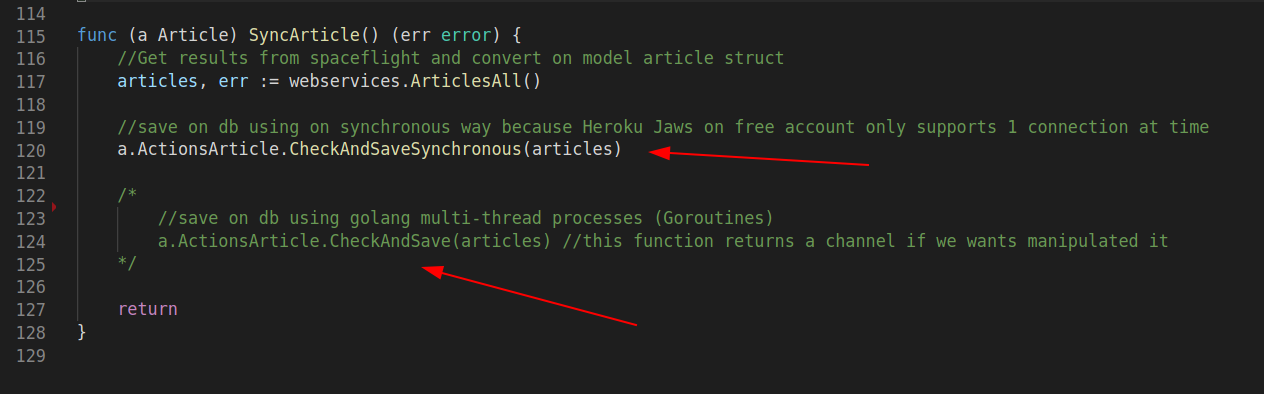 114
115 func (a Article) SyncArticle() (err error) {
116 //Get results from spaceflight and convert on model article struct
117 articles, err := webservices.ArticlesAll()
118
119 //save on db using on synchronous way because Heroku Jaws on free account only supports 1 connection at time
120 a.ActionsArticle.CheckAndSaveSynchronous(articles)
121
122 /*
123 //save on db using golang multi-thread processes (Goroutines)
124 a.ActionsArticle.CheckAndSave(articles) //this function returns a channel if we wants manipulated it
125 */
126
127 return
128 }
129